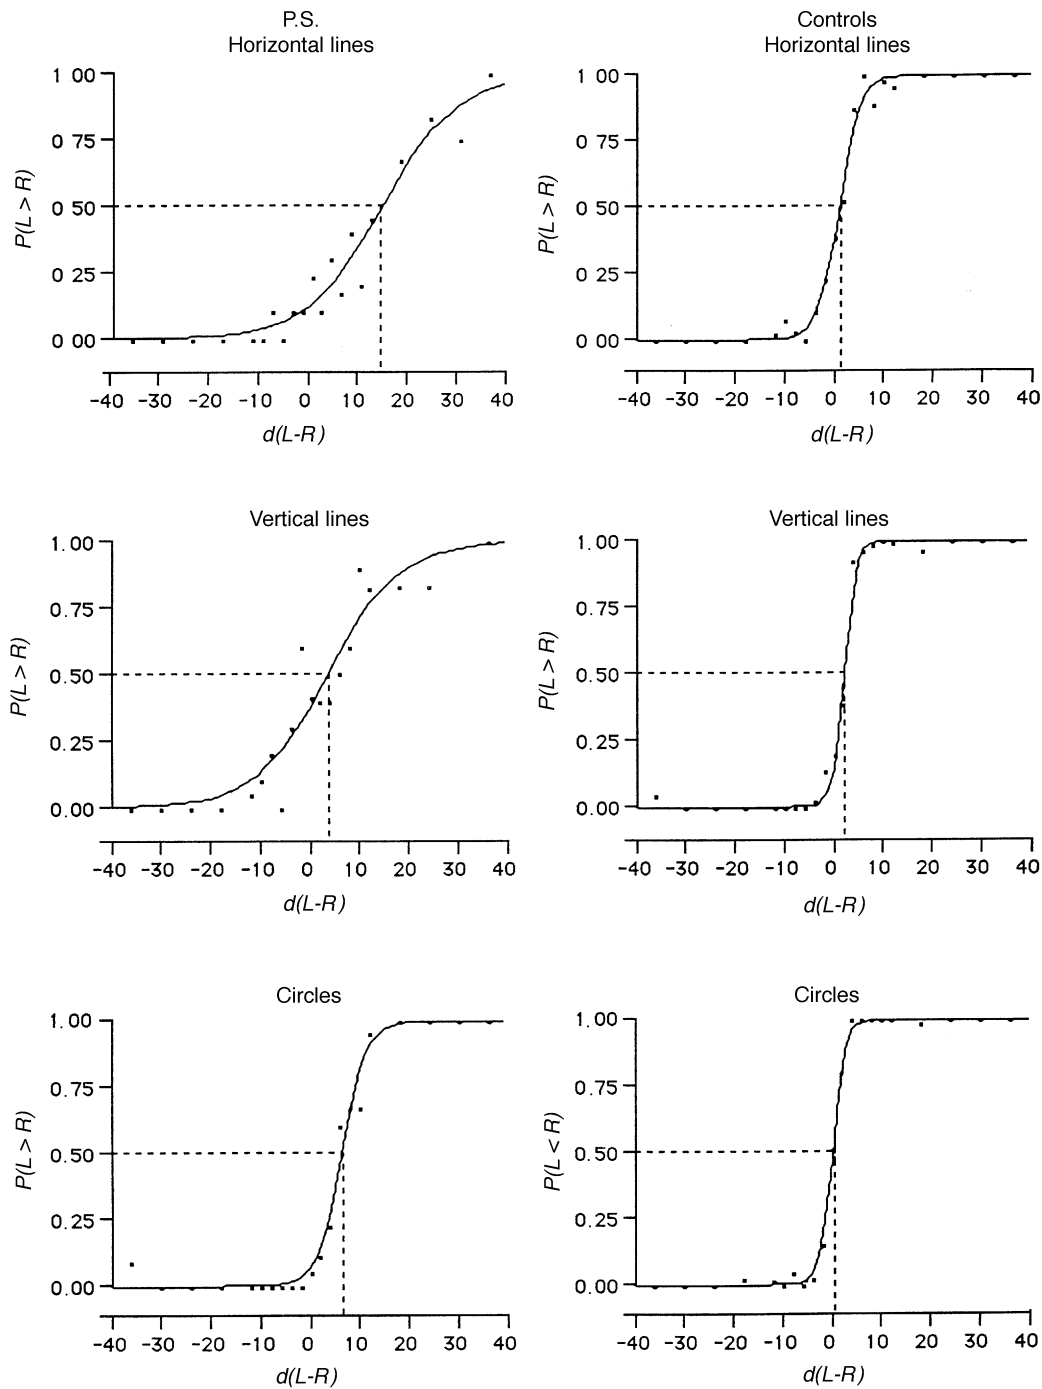 P.S.
Horizontal lines
1 00
0 75
0 50
0 25
0 00
P(L > R)
-40 -30 -20 -10 0 10 20 30 40
d(L-R)
Controls
Horizontal lines
1 00
0 75
0 50
0 25
0 00
P(L > R)
-40 -30 -20 -10 0 10 20 30 40
d(L-R)
Vertical lines
1.00
0.75
0.50
0.25
0.00
P(L > R)
-40 -30 -20 -10 0 10 20 30 40
d(L-R)
Vertical lines
1.00
0.75
0.50
0.25
0.00
P(L > R)
-40 -30 -20 -10 0 10 20 30 40
d(L-R)
Circles
1.00
0.75
0.50
0.25
0.00
P(L > R)
-40 -30 -20 -10 0 10 20 30 40
d(L-R)
Circles
1.00
0.75
0.50
0.25
0.00
P(L < R)
-40 -30 -20 -10 0 10 20 30 40
d(L-R)